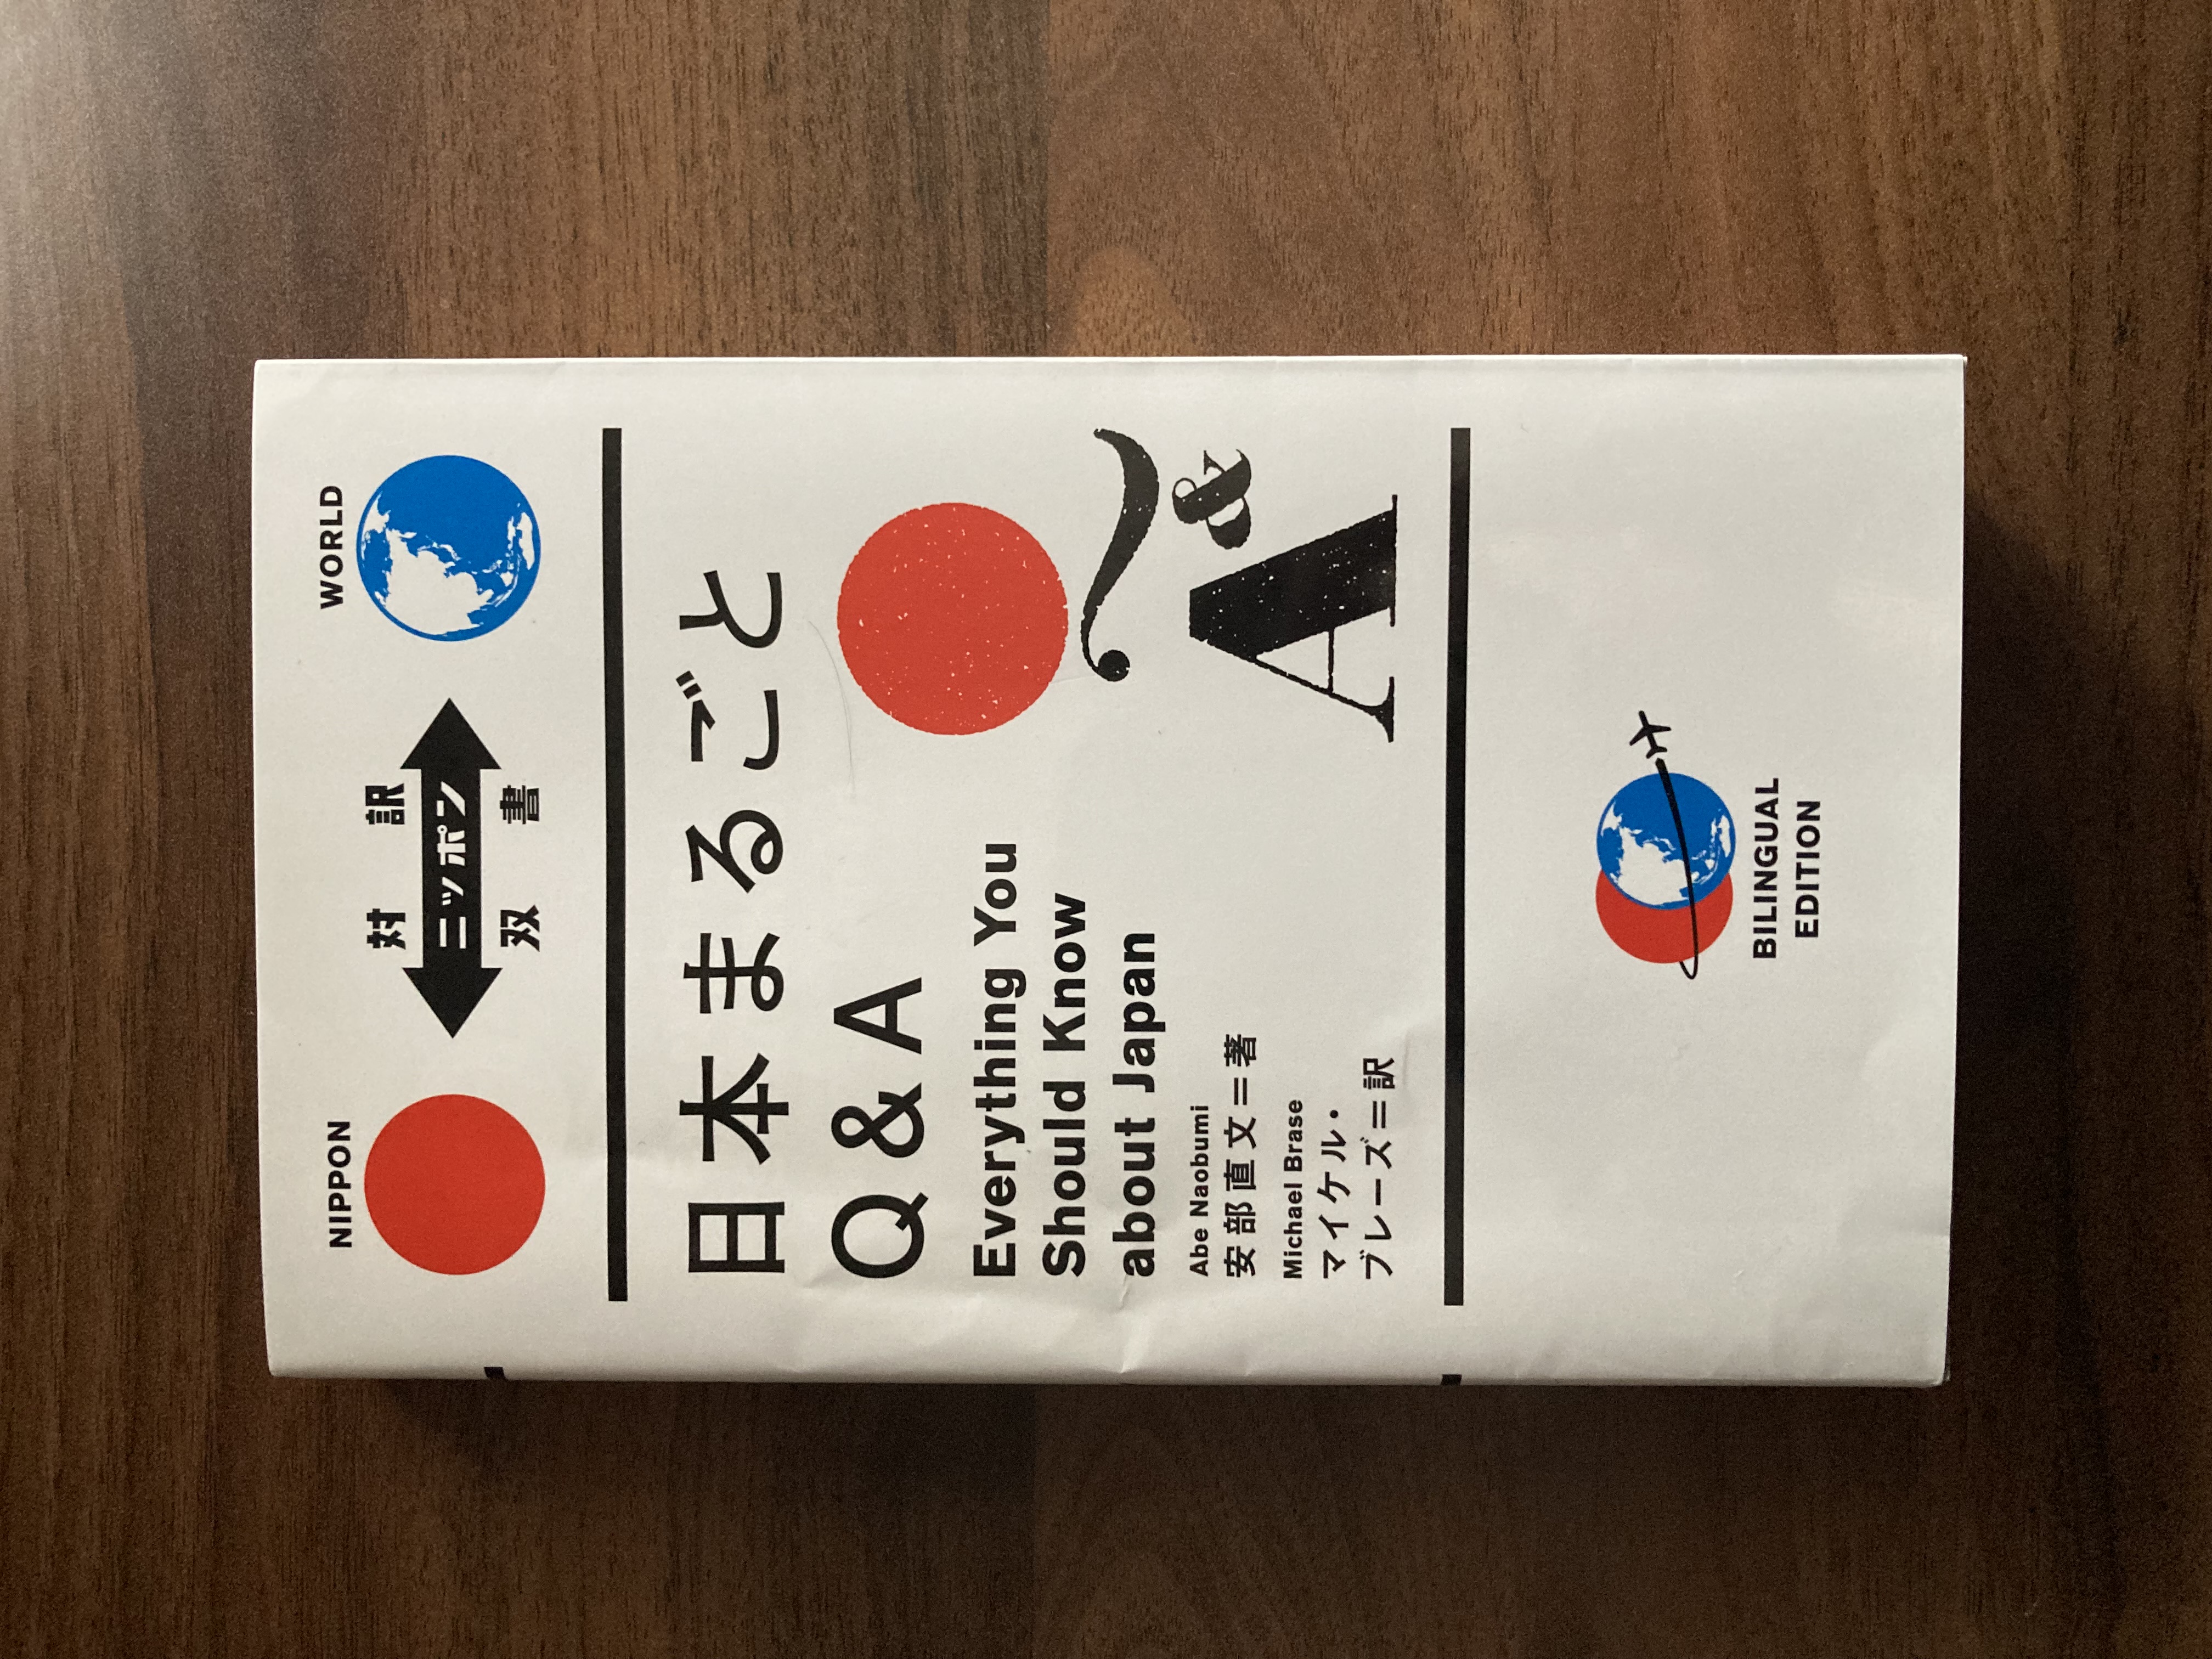 NIPPON
WORLD
対訳
ニッポン
双書
日本まるごと
Q&A
Everything You
Should Know
about Japan
Abe Naobumi
安部直文=著
Michael Brase
マイケル・
ブレーズ=訳
&
A
BILINGUAL
EDITION